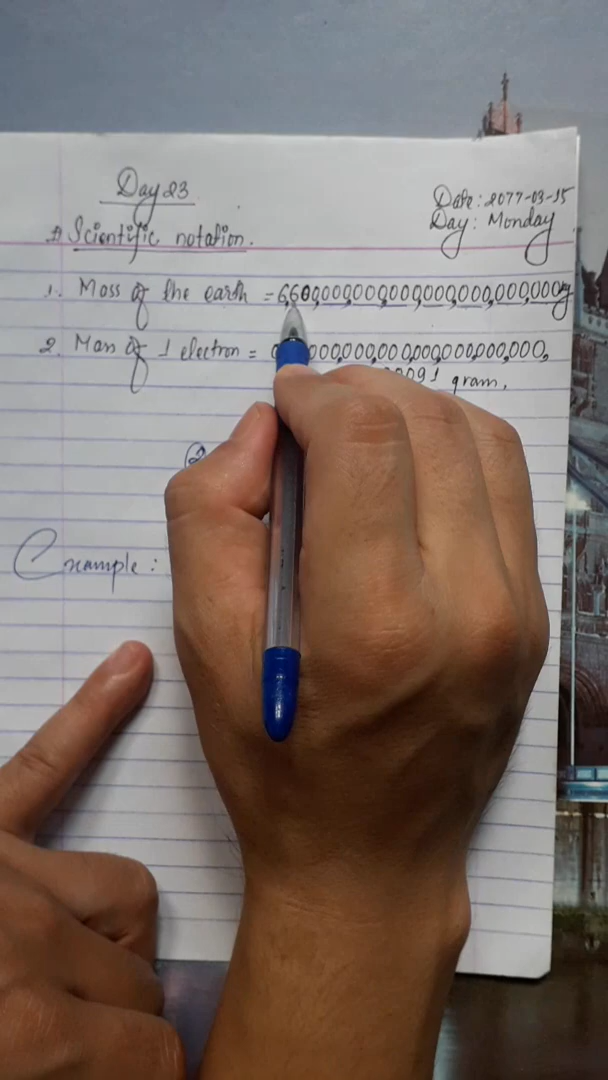 Day 23
Date: 2077-03-15
Day: Monday
Scientific notation.
1. Mass of the earth = 6,600,000,000,000,000,000,000,000kg
2. Mass of 1 electron =
gram.
Example: